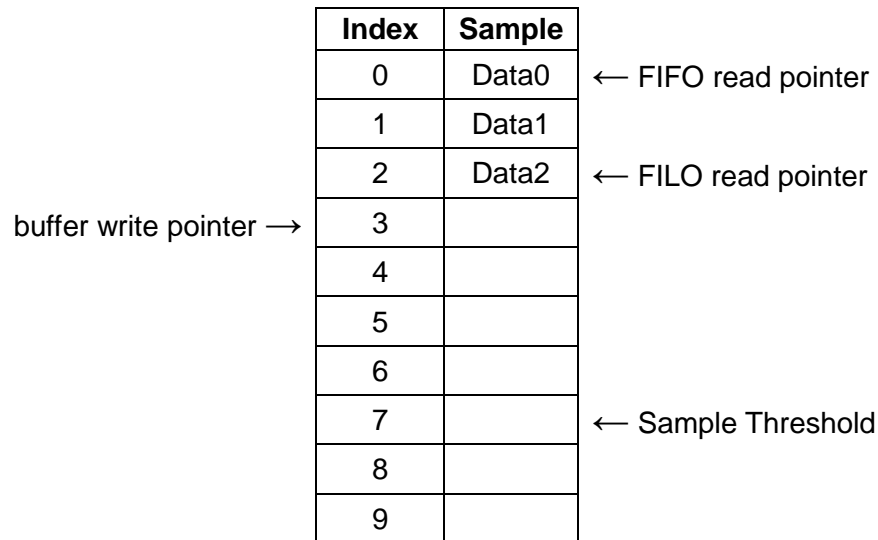 Index Sample
0 Data0 ← FIFO read pointer
1 Data1
2 Data2 ← FILO read pointer
buffer write pointer → 3
4
5
6
7 ← Sample Threshold
8
9